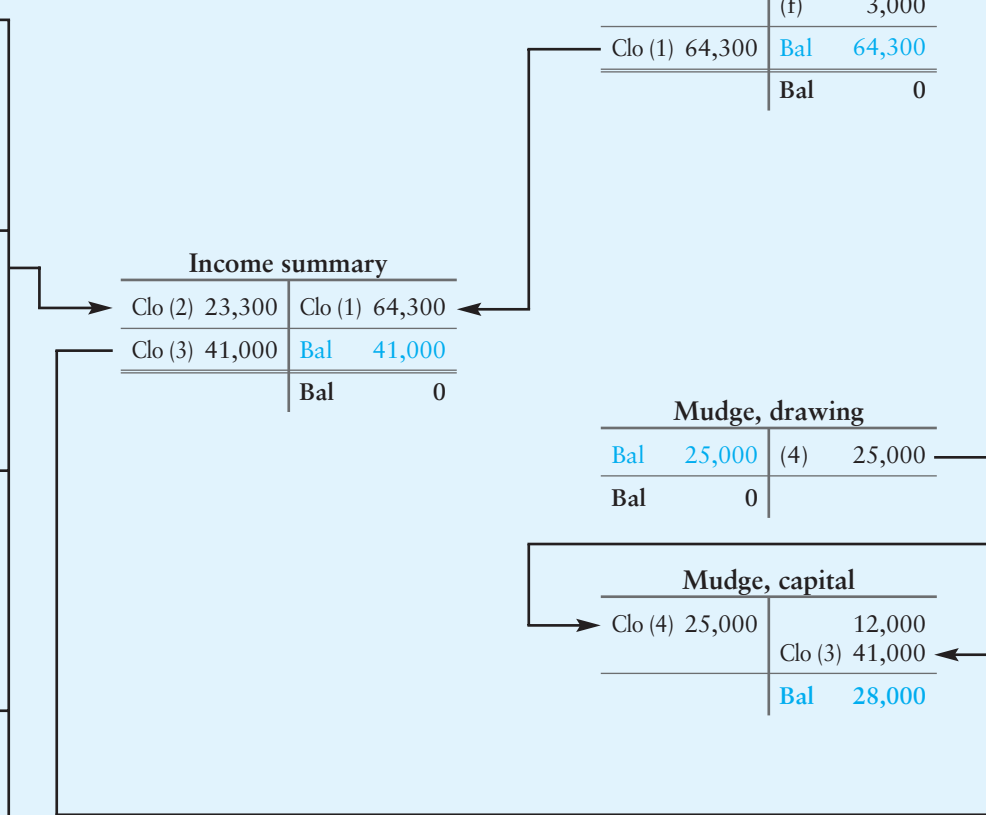 (f) 3,000
Clo (1) 64,300 Bal 64,300
Bal 0
Income summary
Clo (2) 23,300 Clo (1) 64,300
Clo (3) 41,000 Bal 41,000
Bal 0
Mudge, drawing
Bal 25,000 (4) 25,000
Bal 0
Mudge, capital
Clo (4) 25,000 12,000
Clo (3) 41,000
Bal 28,000